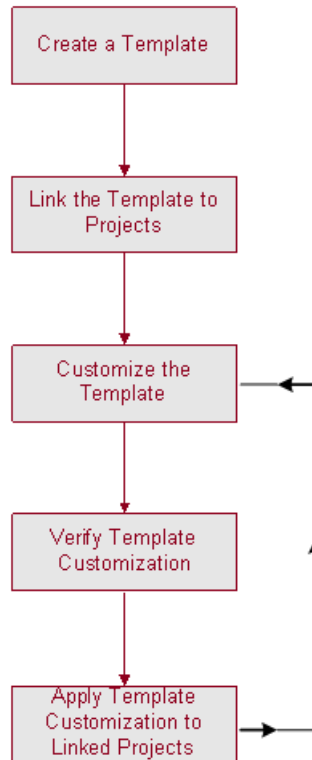 Create a Template
Link the Template to
Projects
Customize the
Template
Verify Template
Customization
Apply Template
Customization to
Linked Projects